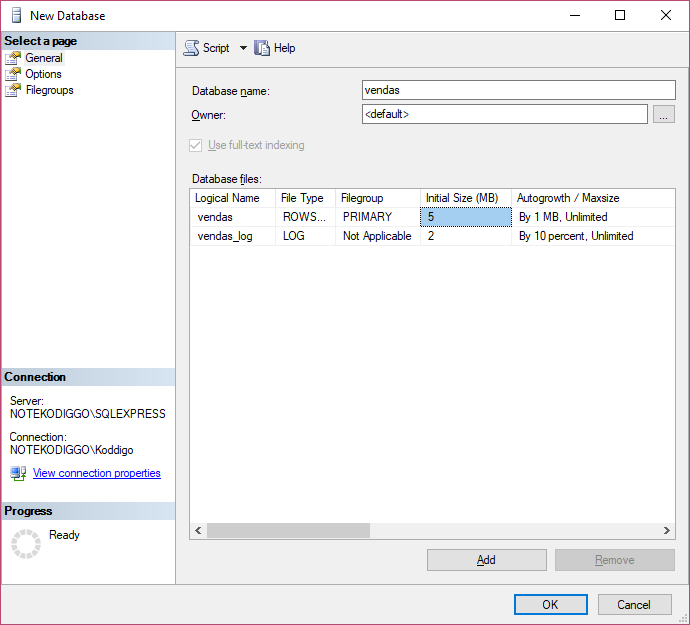 New Database
Select a page
General
Options
Filegroups
Script
Help
Database name:
vendas
Owner:
<default>
...
Use full-text indexing
Database files:
Logical Name File Type Filegroup Initial Size (MB) Autogrowth / Maxsize
vendas ROWS... PRIMARY 5 By 1 MB, Unlimited
vendas_log LOG Not Applicable 2 By 10 percent, Unlimited
Connection
Server:
NOTEKODIGGO\SQLEXPRESS
Connection:
NOTEKODIGGO\Koddigo
View connection properties
Progress
Ready
Add
Remove
OK
Cancel